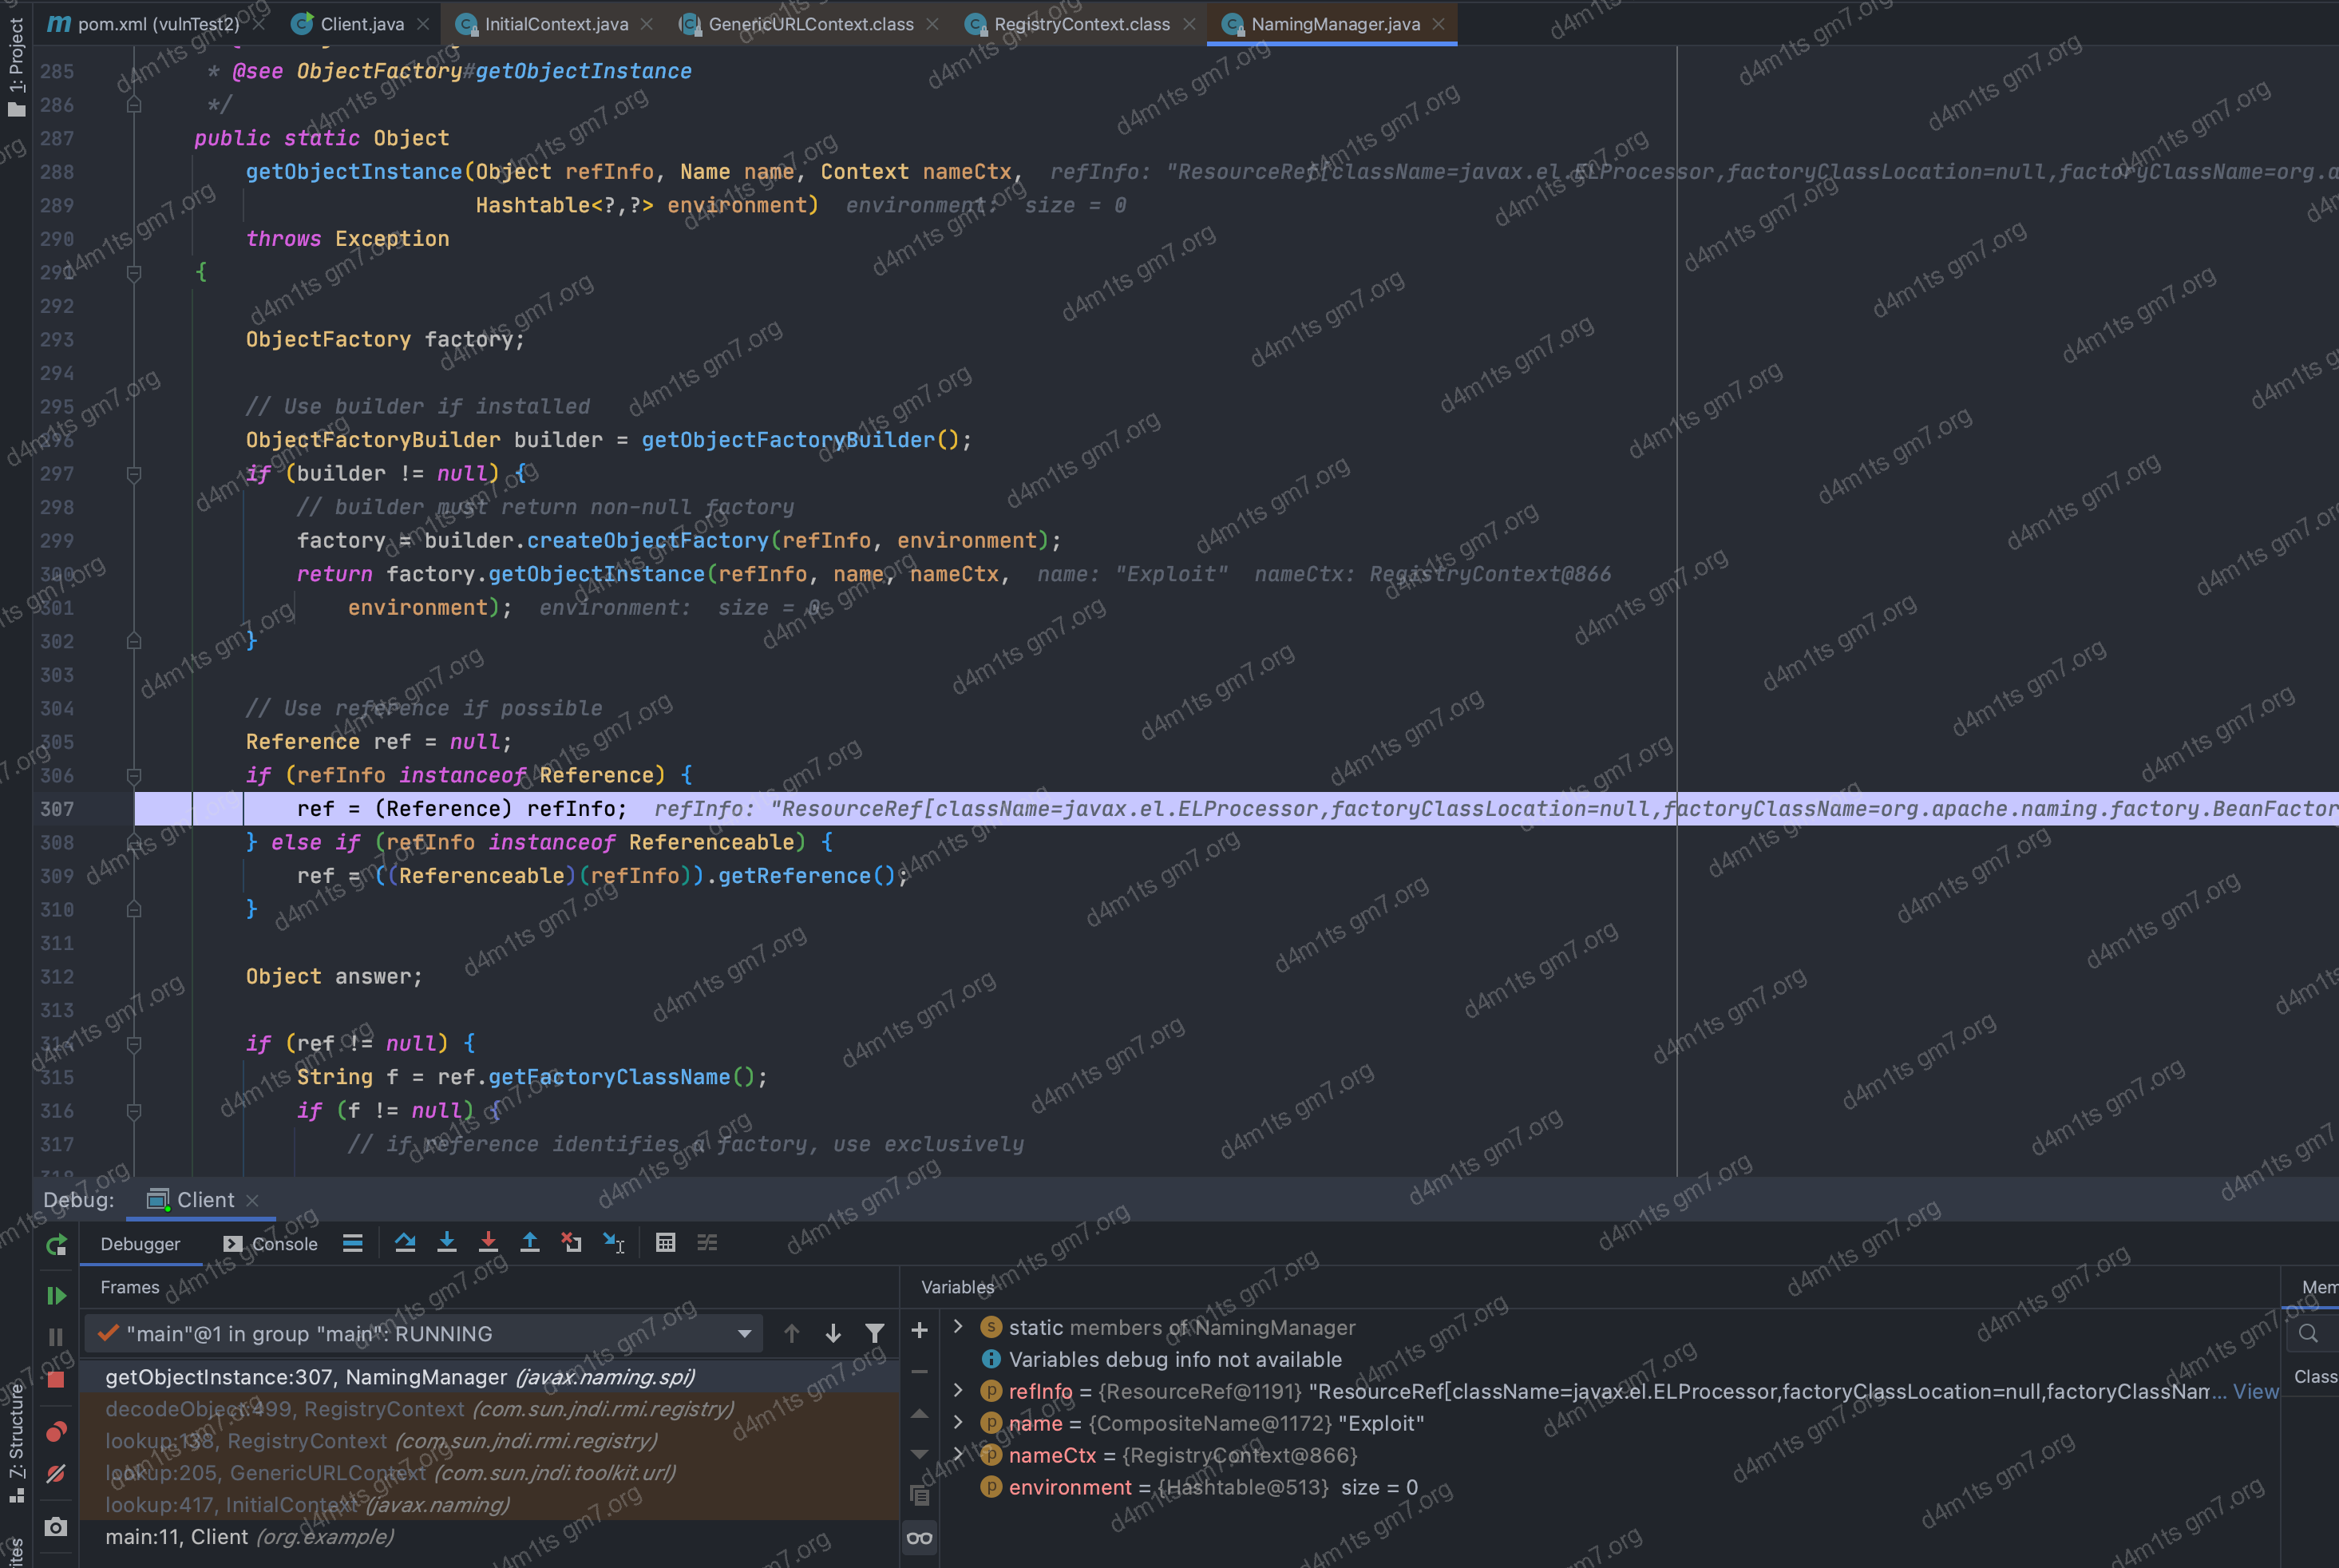 pom.xml (vulnTest2)
Client.java
InitialContext.java
GenericURLContext.class
RegistryContext.class
NamingManager.java
1: Project
285 * @see ObjectFactory#getObjectInstance
286 */
287 public static Object
288 getObjectInstance(Object refInfo, Name name, Context nameCtx, refInfo: "ResourceRef[className=javax.el.ELProcessor,factoryClassLocation=null,factoryClassName=org.a
289 Hashtable<?,?> environment) environment: size = 0
290 throws Exception
291 {
292
293 ObjectFactory factory;
294
295 // Use builder if installed
296 ObjectFactoryBuilder builder = getObjectFactoryBuilder();
297 if (builder != null) {
298 // builder must return non-null factory
299 factory = builder.createObjectFactory(refInfo, environment);
300 return factory.getObjectInstance(refInfo, name, nameCtx, name: "Exploit" nameCtx: RegistryContext@866
301 environment); environment: size = 0
302 }
303
304 // Use reference if possible
305 Reference ref = null;
306 if (refInfo instanceof Reference) {
307 ref = (Reference) refInfo; refInfo: "ResourceRef[className=javax.el.ELProcessor,factoryClassLocation=null,factoryClassName=org.apache.naming.factory.BeanFactor
308 } else if (refInfo instanceof Referenceable) {
309 ref = ((Referenceable)(refInfo)).getReference();
310 }
311
312 Object answer;
313
314 if (ref != null) {
315 String f = ref.getFactoryClassName();
316 if (f != null) {
317 // if reference identifies a factory, use exclusively
318
Debug: Client
Debugger Console
Frames
Variables
Mem
"main"@1 in group "main": RUNNING
getObjectInstance:307, NamingManager (javax.naming.spi)
decodeObject:499, RegistryContext (com.sun.jndi.rmi.registry)
lookup:138, RegistryContext (com.sun.jndi.rmi.registry)
lookup:205, GenericURLContext (com.sun.jndi.toolkit.url)
lookup:417, InitialContext (javax.naming)
main:11, Client (org.example)
static members of NamingManager
Variables debug info not available
refInfo = {ResourceRef@1191} "ResourceRef[className=javax.el.ELProcessor,factoryClassLocation=null,factoryClassNam... View
name = {CompositeName@1172} "Exploit"
nameCtx = {RegistryContext@866}
environment = {Hashtable@513} size = 0
Class
7: Structure
ites
d4m1ts gm7.org